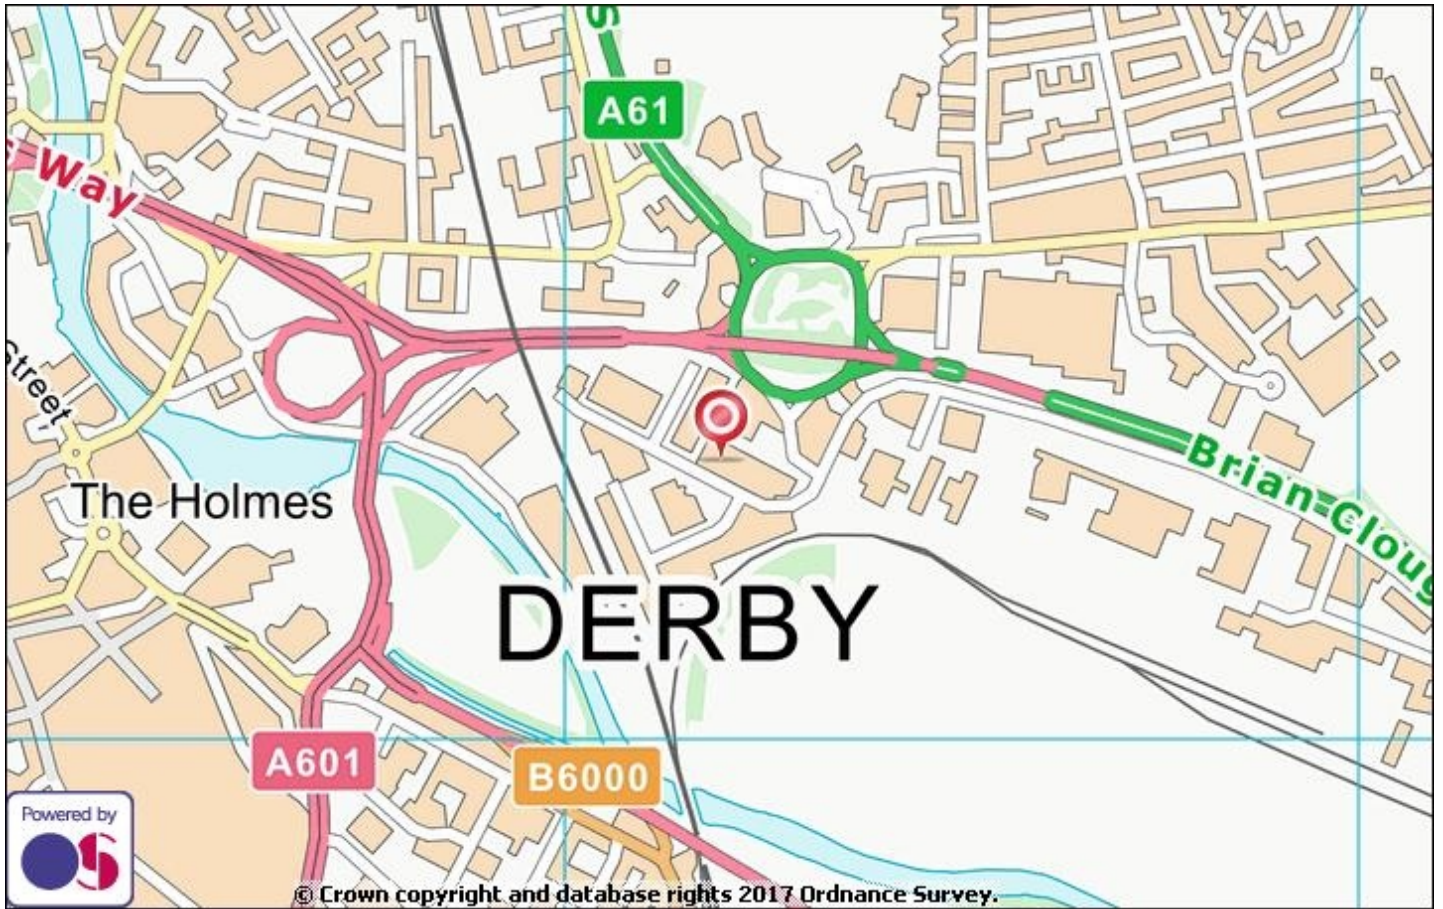 S
A61
s Way
Street
The Holmes
Brian Cloug
DERBY
A601
B6000
Powered by
OS
© Crown copyright and database rights 2017 Ordnance Survey.